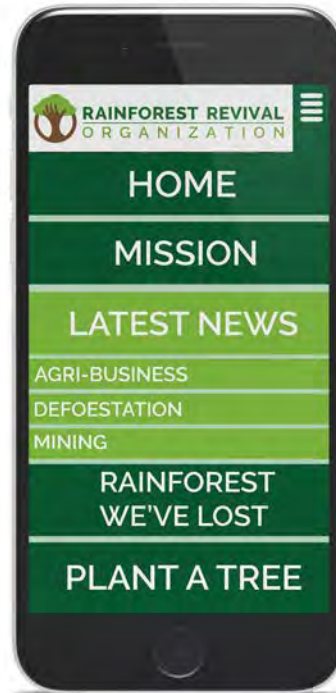 RAINFOREST REVIVAL
ORGANIZATION
HOME
MISSION
LATEST NEWS
AGRI-BUSINESS
DEFOESTATION
MINING
RAINFOREST
WE'VE LOST
PLANT A TREE